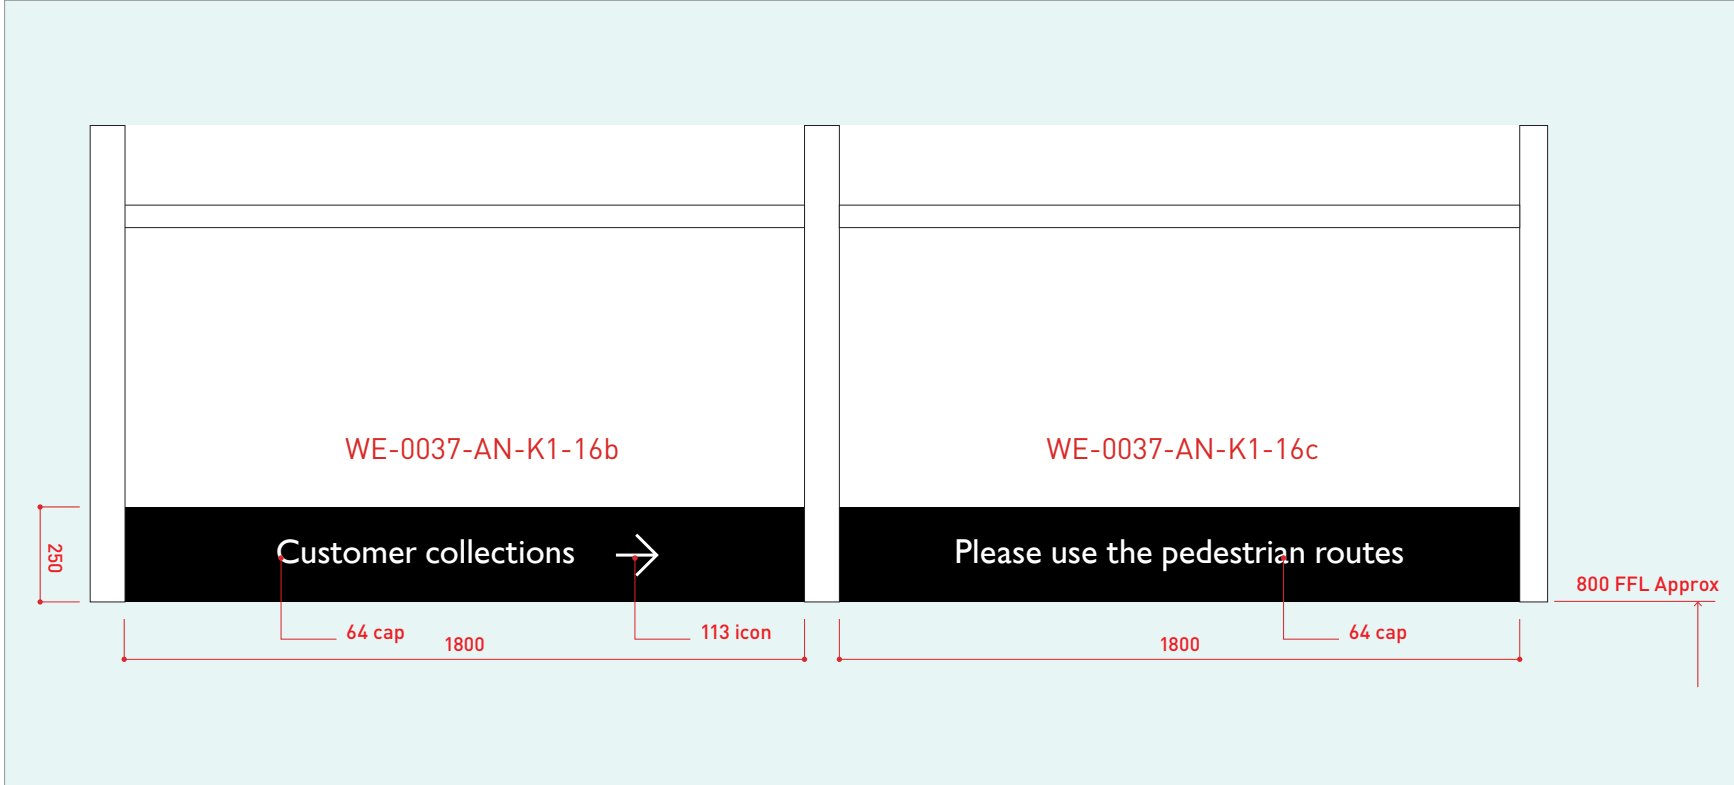 WE-0037-AN-K1-16b
WE-0037-AN-K1-16c
250
Customer collections
Please use the pedestrian routes
800 FFL Approx
64 cap
113 icon
64 cap
1800
1800